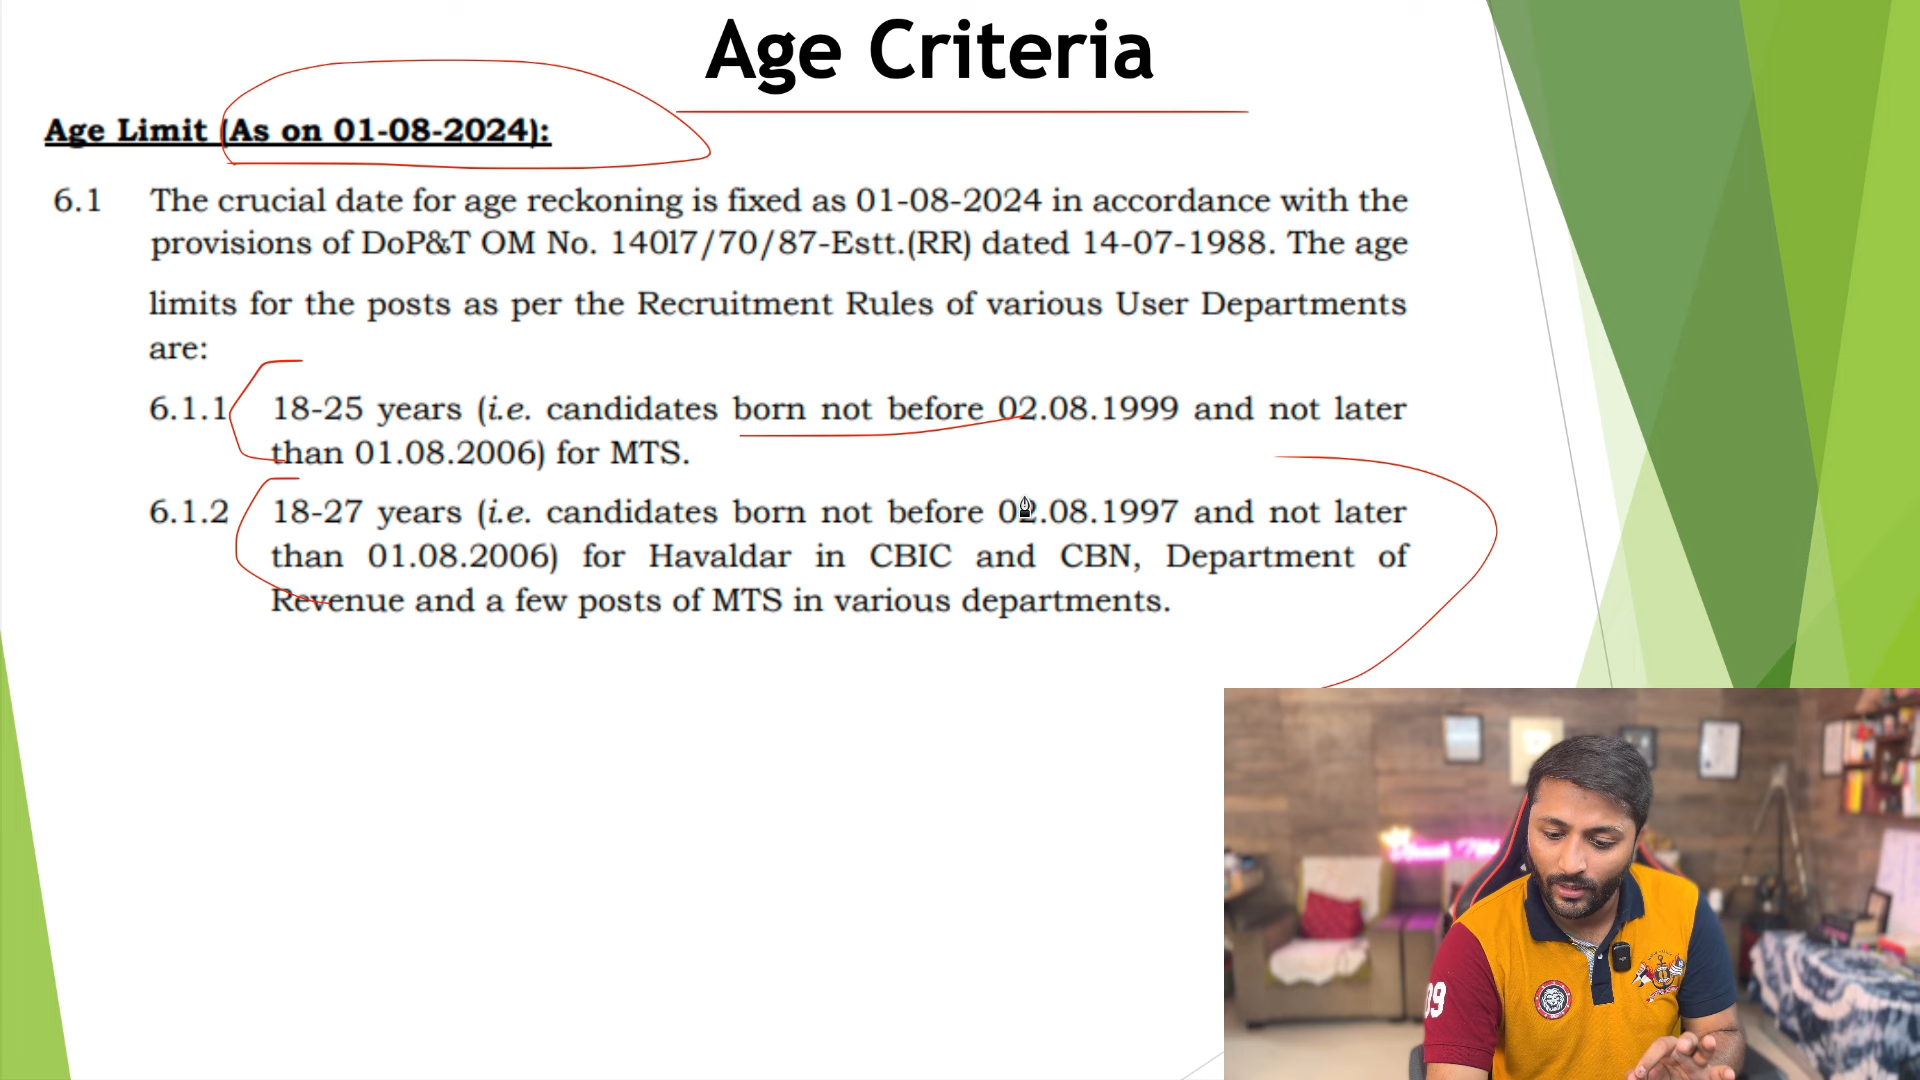 Age Criteria
Age Limit (As on 01-08-2024):
6.1 The crucial date for age reckoning is fixed as 01-08-2024 in accordance with the
provisions of DoP&T OM No. 14017/70/87-Estt.(RR) dated 14-07-1988. The age
limits for the posts as per the Recruitment Rules of various User Departments
are:
6.1.1 18-25 years (i.e. candidates born not before 02.08.1999 and not later
than 01.08.2006) for MTS.
6.1.2 18-27 years (i.e. candidates born not before 02.08.1997 and not later
than 01.08.2006) for Havaldar in CBIC and CBN, Department of
Revenue and a few posts of MTS in various departments.
09